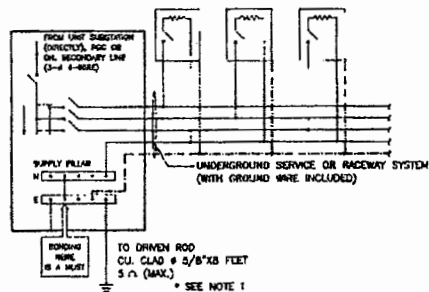 FROM UNIT SUBSTATION
(DIRECTLY), PGC OR
OH. SECONDARY LINE
(3-Ø 4-WIRE)
SUPPLY PILLAR
N
E
UNDERGROUND SERVICE OR RACEWAY SYSTEM
(WITH GROUND WIRE INCLUDED)
BONDING
HERE
IS A MUST
TO DRIVEN ROD
CU. CLAD Ø 5/8"X8 FEET
5 Ω (MAX.)
* SEE NOTE 1